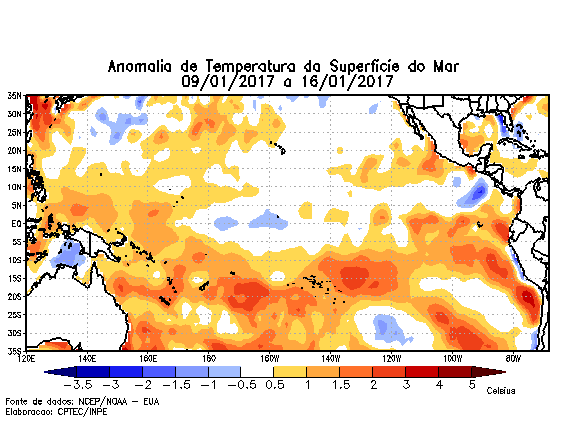 Anomalia de Temperatura da Superfície do Mar
09/01/2017 a 16/01/2017
35N
30N
25N
20N
15N
10N
5N
EQ
5S
10S
15S
20S
25S
30S
35S
120E 140E 160E 180W 160W 140W 120W 100W 80W
−3.5 −3 −2 −1.5 −1 −0.5 0.5 1 1.5 2 3 4 5
Celsius
Fonte de dados: NCEP/NOAA − EUA
Elaboracao: CPTEC/INPE